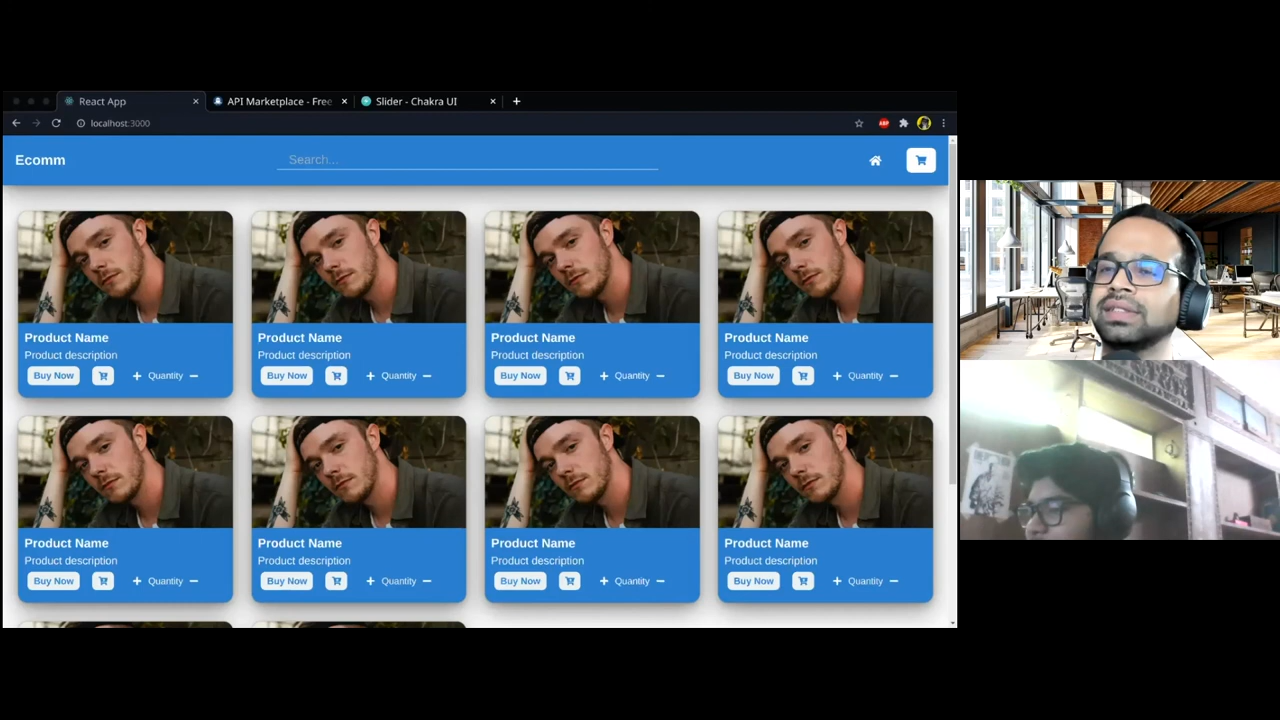 React App
API Marketplace - Free
Slider - Chakra UI
localhost:3000
ABP
Ecomm
Search...
Product Name Product Name Product Name Product Name
Product description Product description Product description Product description
Buy Now Quantity Buy Now Quantity Buy Now Quantity Buy Now Quantity
Product Name Product Name Product Name Product Name
Product description Product description Product description Product description
Buy Now Quantity Buy Now Quantity Buy Now Quantity Buy Now Quantity